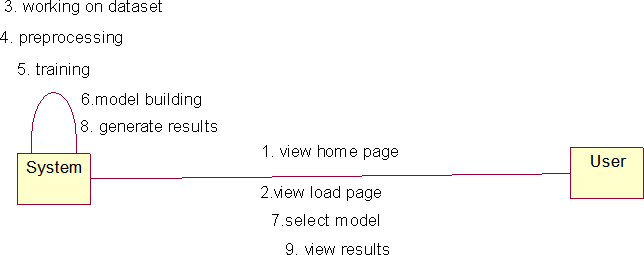 3. working on dataset
4. preprocessing
5. training
6.model building
8. generate results
System
1. view home page
User
2.view load page
7.select model
9. view results